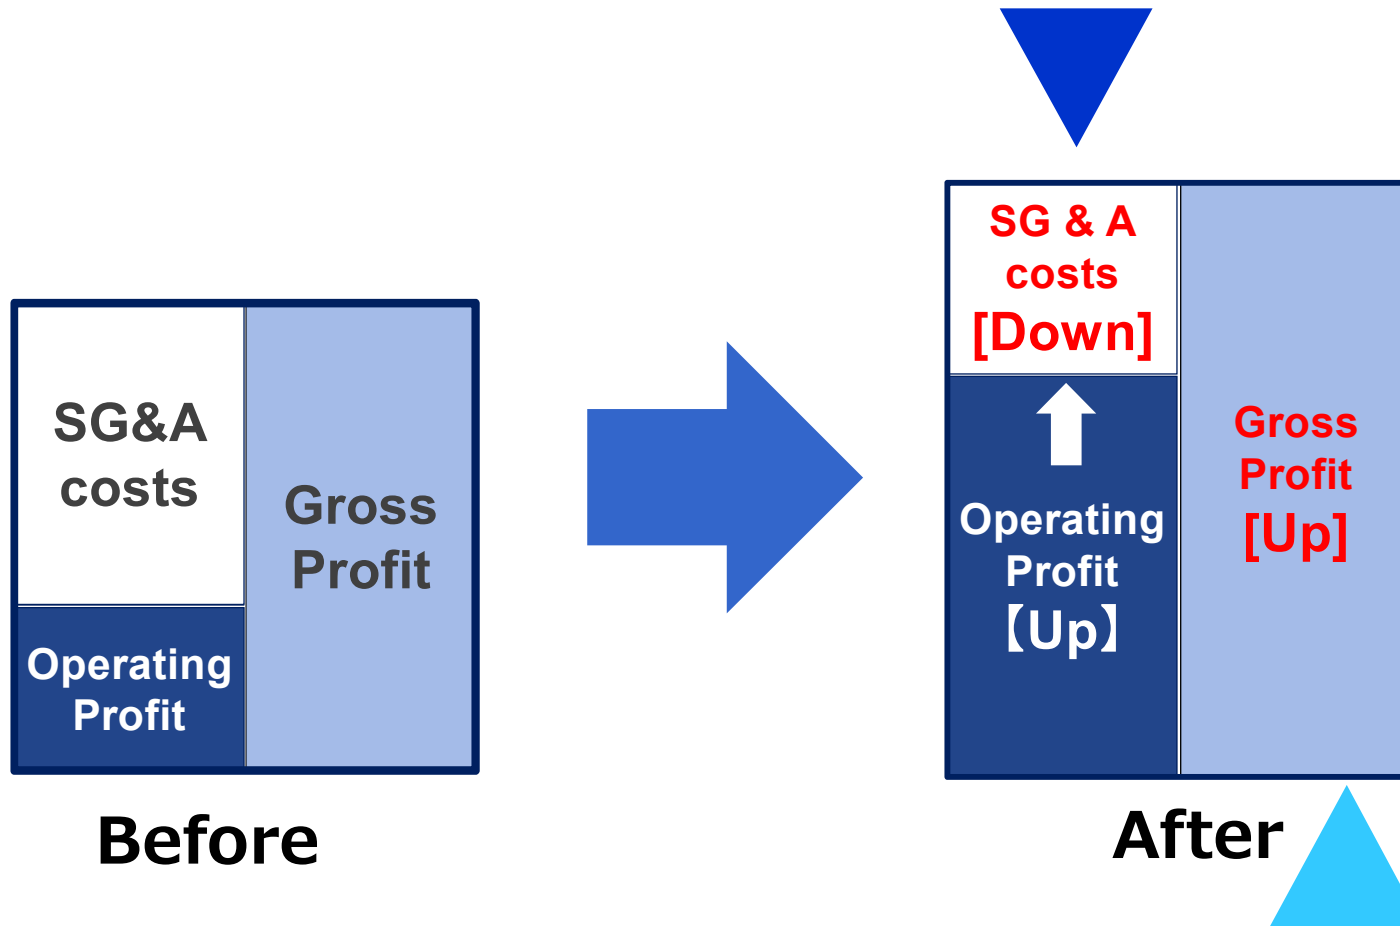 SG&A
costs
Operating
Profit
Gross
Profit
Before
SG & A
costs
[Down]
Operating
Profit
【Up】
Gross
Profit
[Up]
After